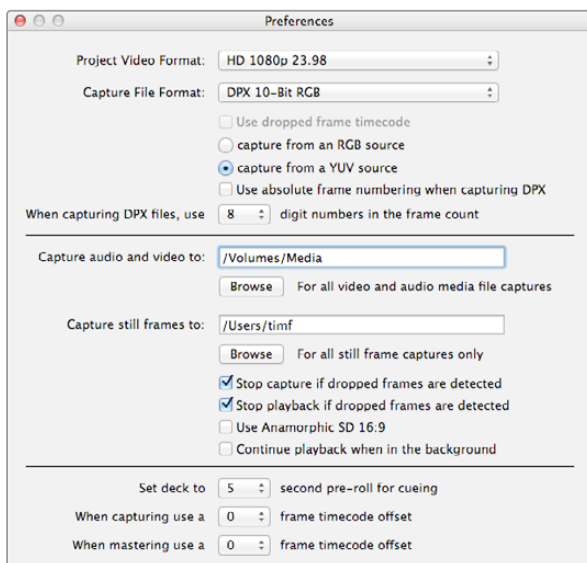 Preferences
Project Video Format: HD 1080p 23.98
Capture File Format: DPX 10-Bit RGB
Use dropped frame timecode
capture from an RGB source
capture from a YUV source
Use absolute frame numbering when capturing DPX
When capturing DPX files, use 8 digit numbers in the frame count
Capture audio and video to: /Volumes/Media
Browse For all video and audio media file captures
Capture still frames to: /Users/timf
Browse For all still frame captures only
Stop capture if dropped frames are detected
Stop playback if dropped frames are detected
Use Anamorphic SD 16:9
Continue playback when in the background
Set deck to 5 second pre-roll for cueing
When capturing use a 0 frame timecode offset
When mastering use a 0 frame timecode offset